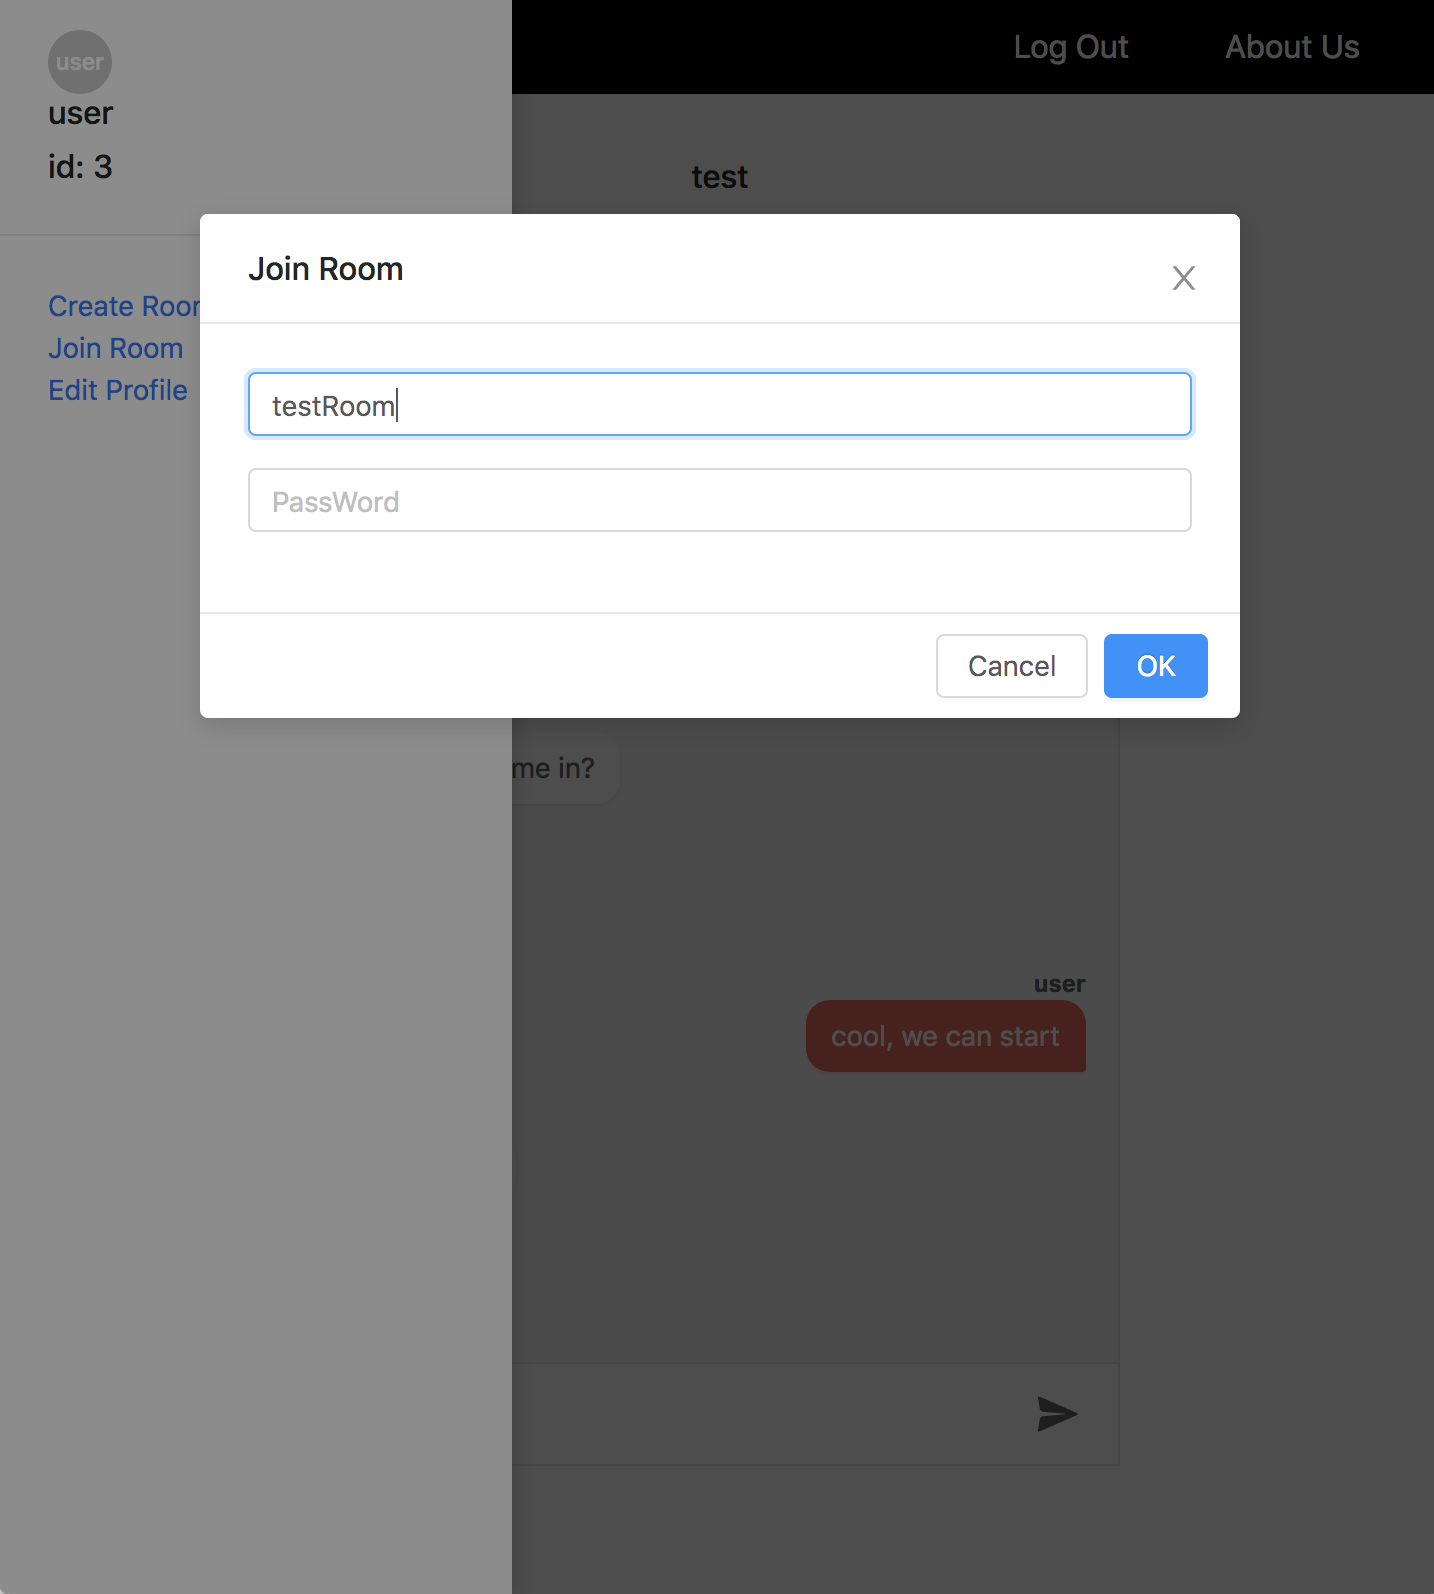 Log Out
About Us
user
user
id: 3
test
Join Room
X
Create Roo
Join Room
Edit Profile
testRoom
PassWord
Cancel
OK
me in?
user
cool, we can start